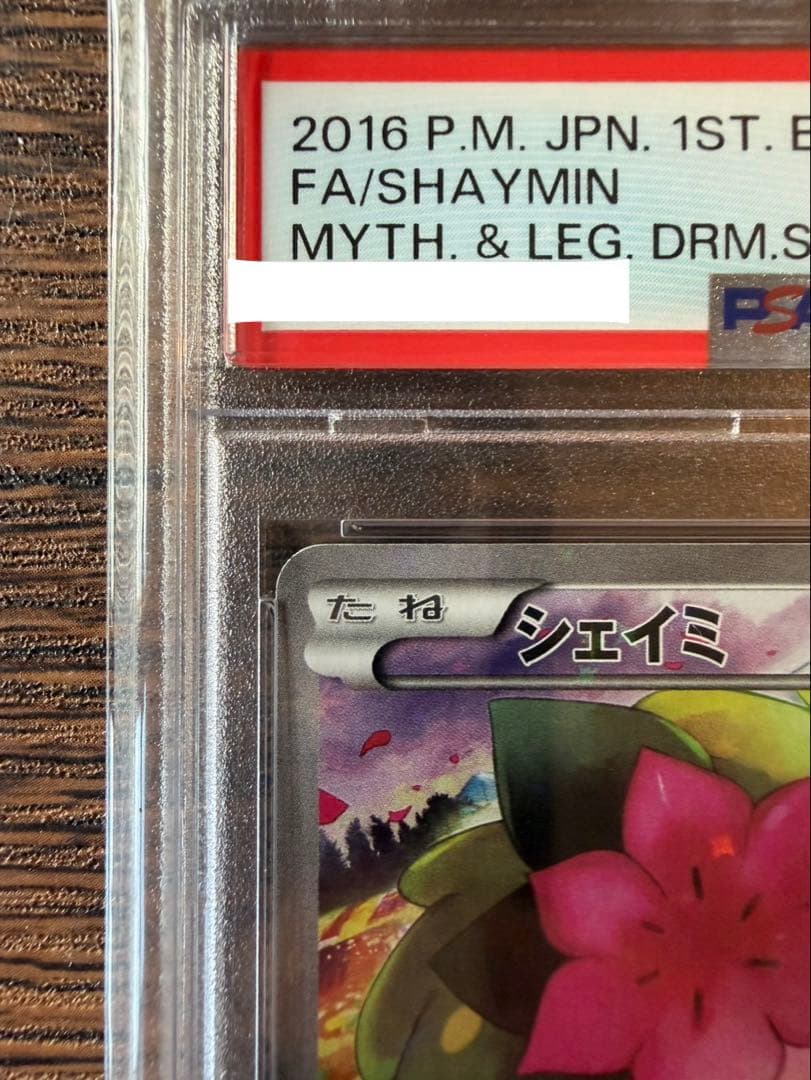 2016 P.M. JPN. 1ST. E
FA/SHAYMIN
MYTH. & LEG. DRM.S
PSA
たね
シェイミ